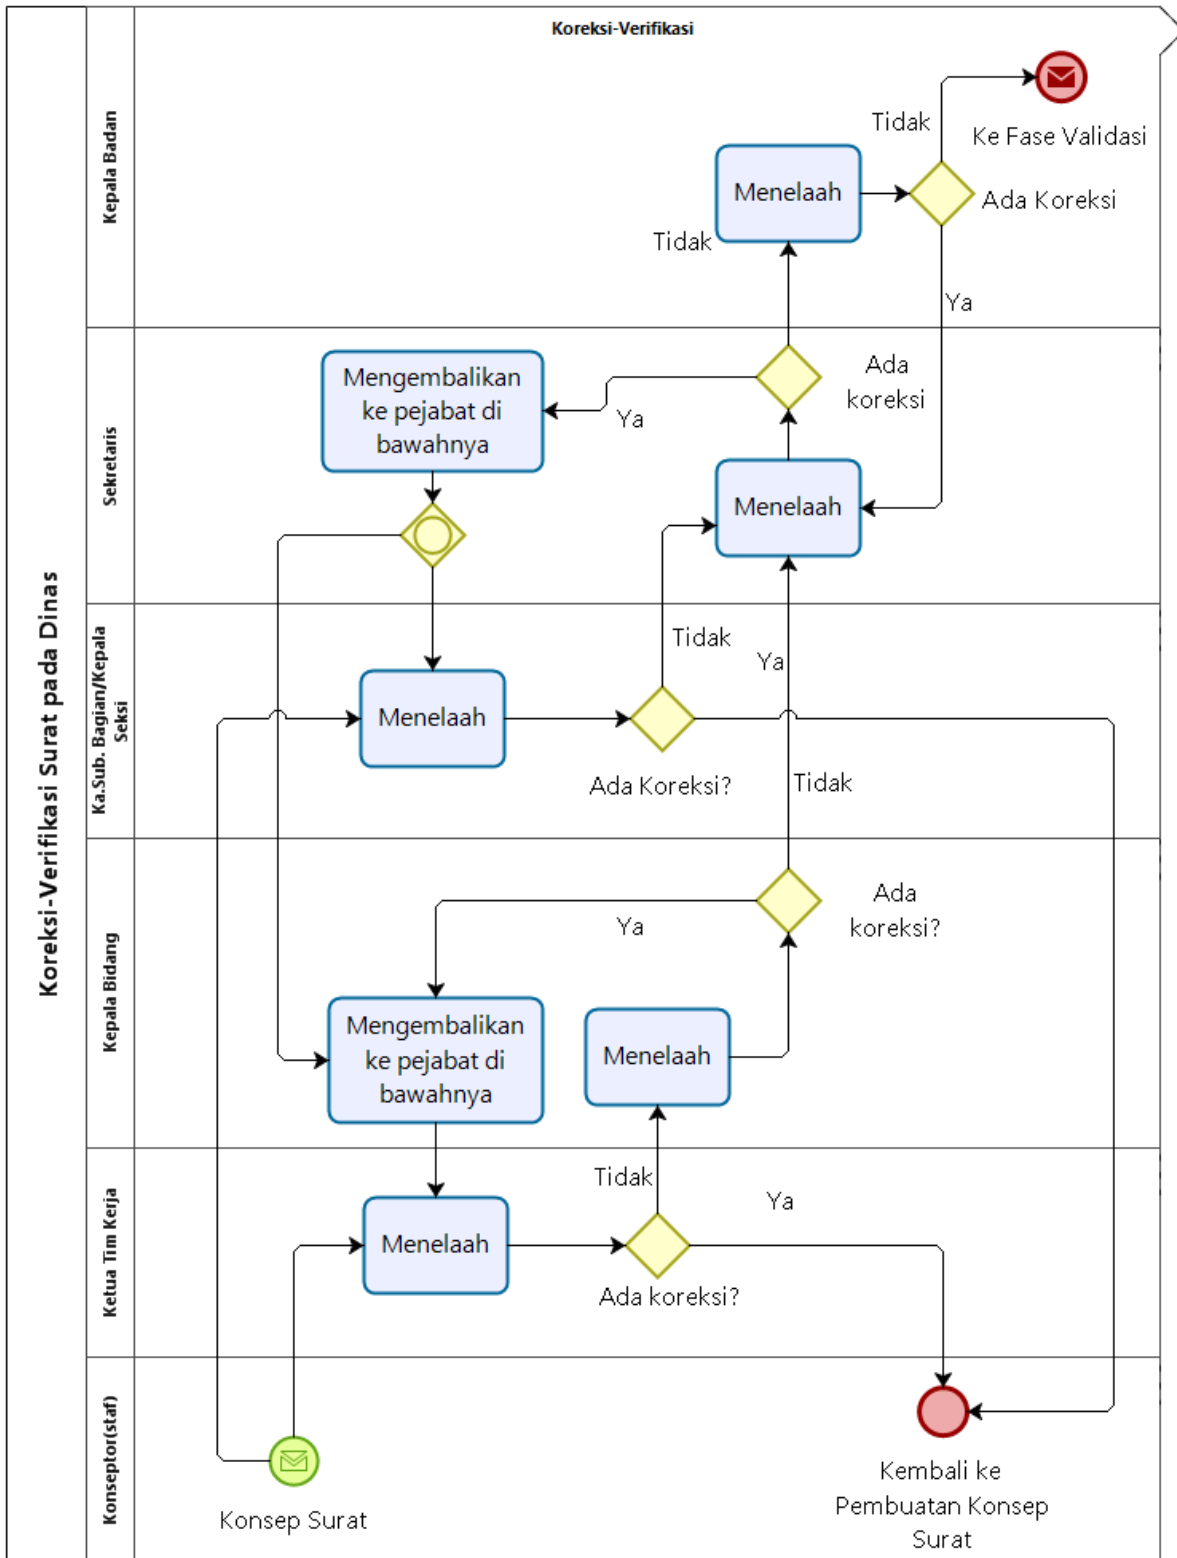 Koreksi-Verifikasi Surat pada Dinas
Koreksi-Verifikasi
Kepala Badan
Tidak
Ke Fase Validasi
Menelaah
Ada Koreksi
Tidak
Ya
Sekretaris
Mengembalikan
ke pejabat di
bawahnya
Ya
Ada
koreksi
Menelaah
Ka.Sub. Bagian/Kepala
Seksi
Tidak
Ya
Menelaah
Ada Koreksi?
Tidak
Kepala Bidang
Ya
Ada
koreksi?
Mengembalikan
ke pejabat di
bawahnya
Menelaah
Ketua Tim Kerja
Tidak
Ya
Menelaah
Ada koreksi?
Konseptor(staf)
Konsep Surat
Kembali ke
Pembuatan Konsep
Surat